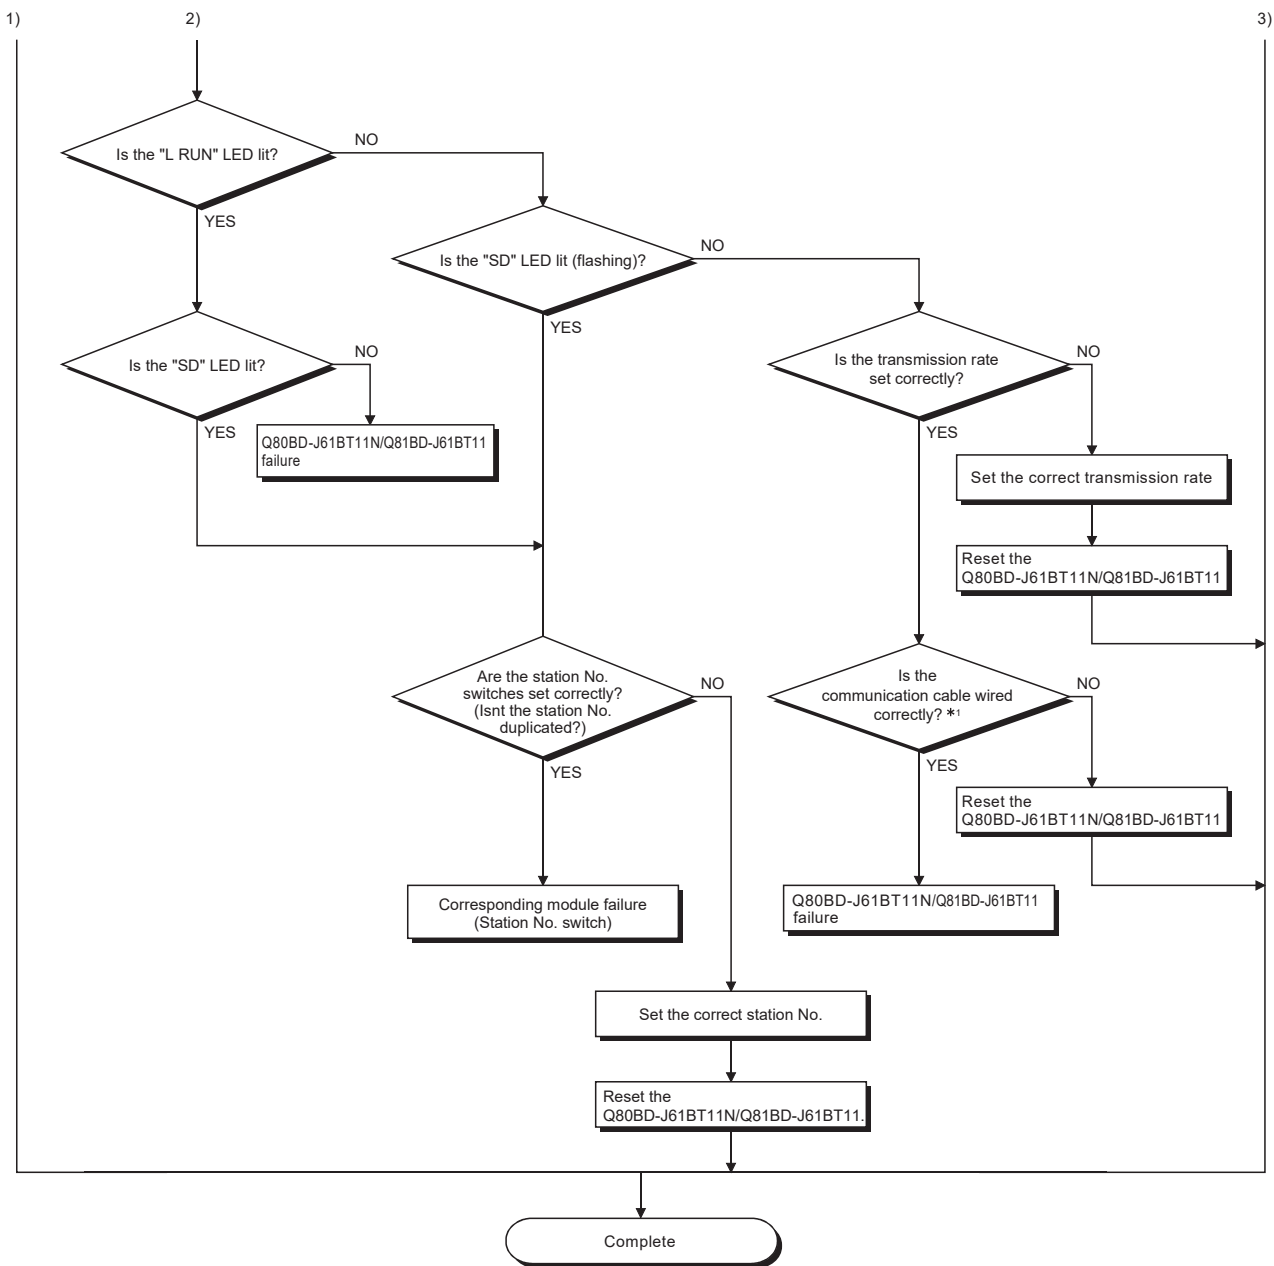 1)
2)
3)
Is the "L RUN" LED lit?
NO
YES
Is the "SD" LED lit (flashing)?
NO
YES
Is the "SD" LED lit?
NO
YES
Q80BD-J61BT11N/Q81BD-J61BT11
failure
Is the transmission rate
set correctly?
NO
YES
Set the correct transmission rate
Reset the
Q80BD-J61BT11N/Q81BD-J61BT11
Are the station No.
switches set correctly?
(Isnt the station No.
duplicated?)
NO
YES
Is the
communication cable wired
correctly? *1
NO
YES
Reset the
Q80BD-J61BT11N/Q81BD-J61BT11
Corresponding module failure
(Station No. switch)
Q80BD-J61BT11N/Q81BD-J61BT11
failure
Set the correct station No.
Reset the
Q80BD-J61BT11N/Q81BD-J61BT11.
Complete